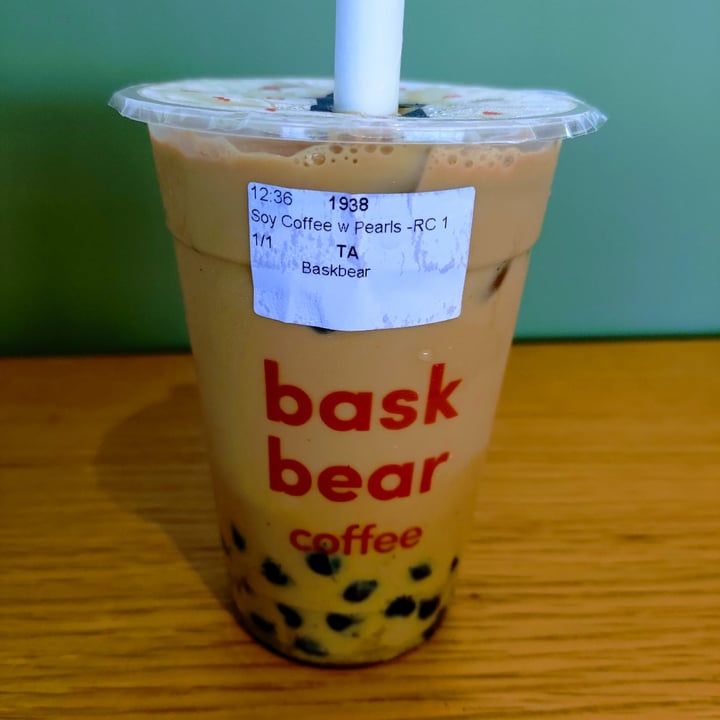 12:36 1938
Soy Coffee w Pearls -RC 1
1/1 TA
Baskbear
bask
bear
coffee